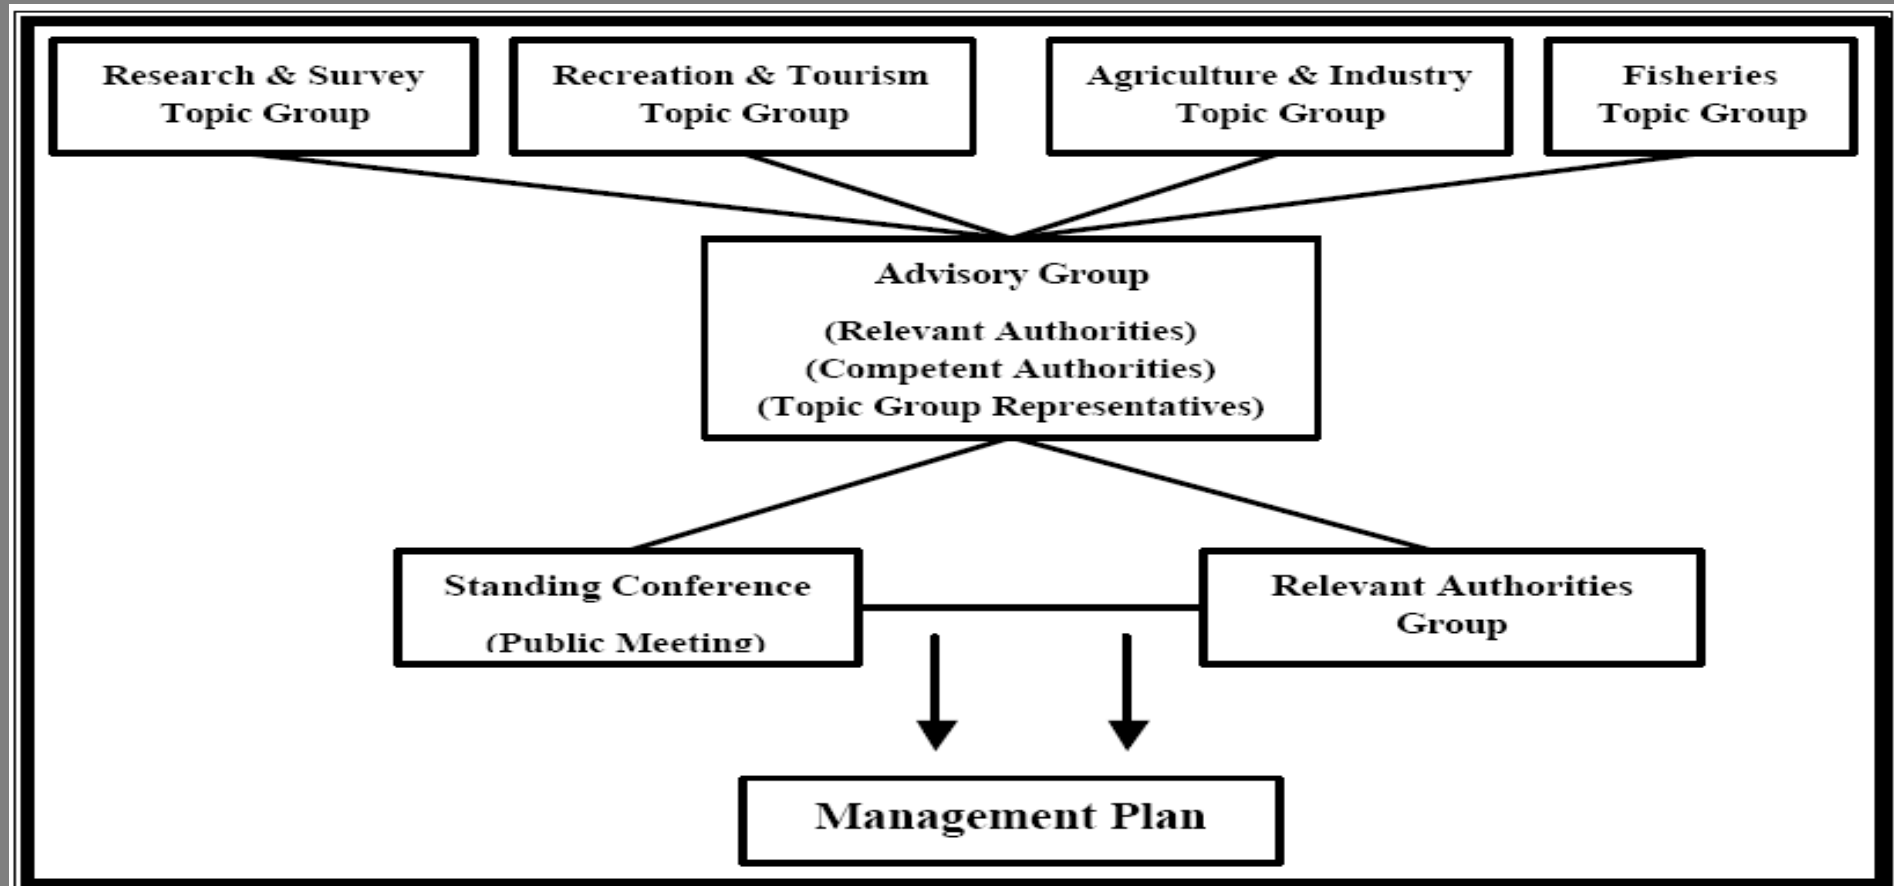 Research & Survey
Topic Group
Recreation & Tourism
Topic Group
Agriculture & Industry
Topic Group
Fisheries
Topic Group
Advisory Group
(Relevant Authorities)
(Competent Authorities)
(Topic Group Representatives)
Standing Conference
(Public Meeting)
Relevant Authorities
Group
Management Plan